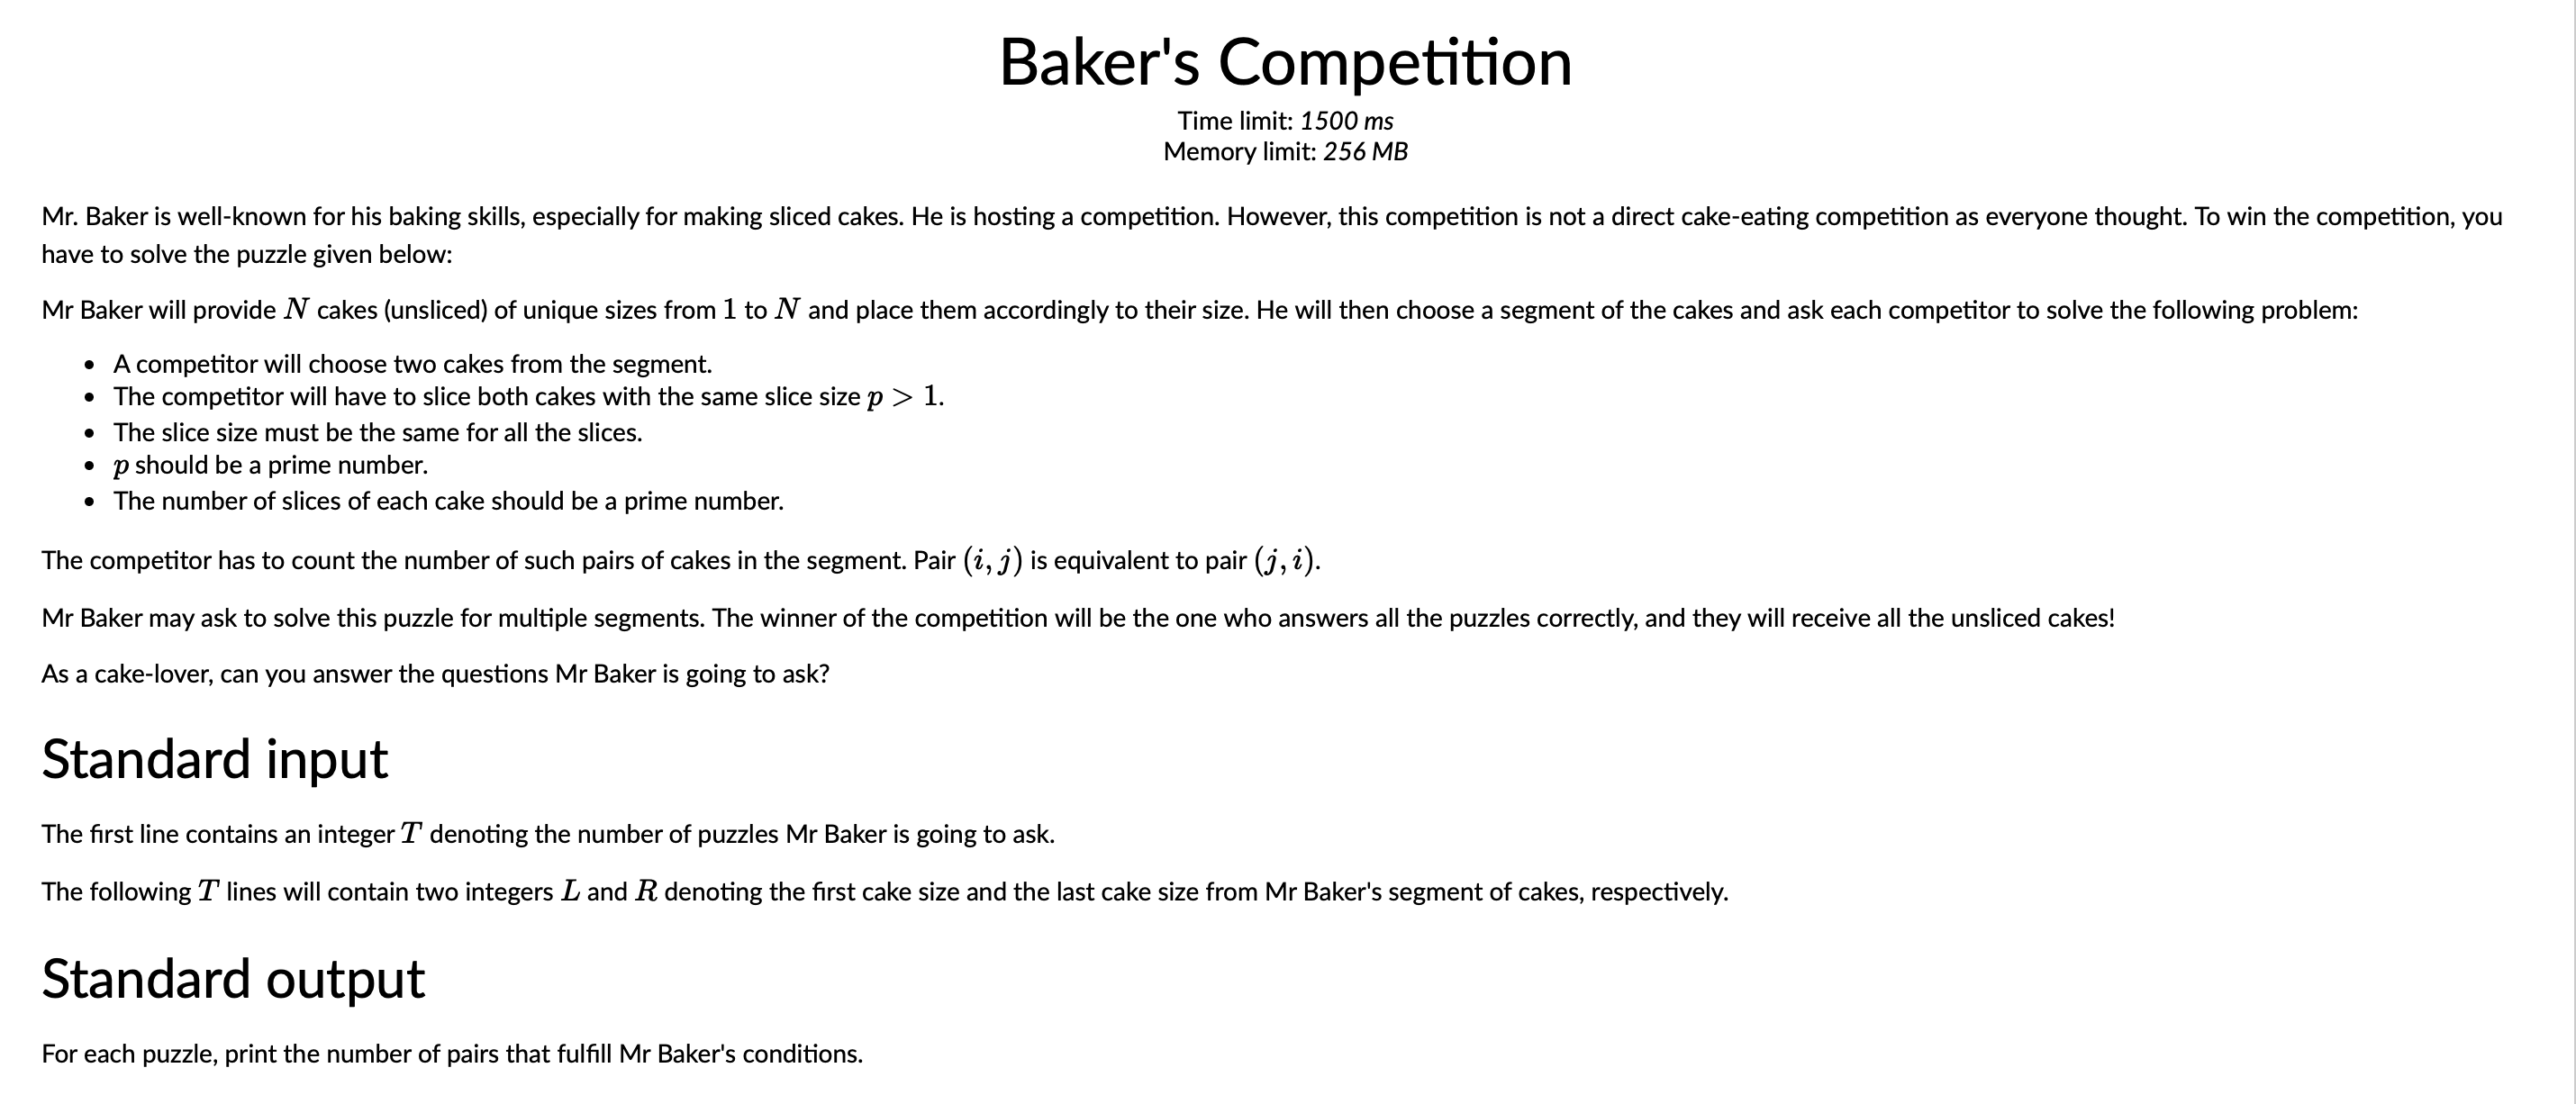 Baker's Competition
Time limit: 1500 ms
Memory limit: 256 MB
Mr. Baker is well-known for his baking skills, especially for making sliced cakes. He is hosting a competition. However, this competition is not a direct cake-eating competition as everyone thought. To win the competition, you
have to solve the puzzle given below:
Mr Baker will provide N cakes (unsliced) of unique sizes from 1 to N and place them accordingly to their size. He will then choose a segment of the cakes and ask each competitor to solve the following problem:
• A competitor will choose two cakes from the segment.
• The competitor will have to slice both cakes with the same slice size p > 1.
• The slice size must be the same for all the slices.
• p should be a prime number.
• The number of slices of each cake should be a prime number.
The competitor has to count the number of such pairs of cakes in the segment. Pair (i, j) is equivalent to pair (j, i).
Mr Baker may ask to solve this puzzle for multiple segments. The winner of the competition will be the one who answers all the puzzles correctly, and they will receive all the unsliced cakes!
As a cake-lover, can you answer the questions Mr Baker is going to ask?
Standard input
The first line contains an integer T denoting the number of puzzles Mr Baker is going to ask.
The following T lines will contain two integers L and R denoting the first cake size and the last cake size from Mr Baker's segment of cakes, respectively.
Standard output
For each puzzle, print the number of pairs that fulfill Mr Baker's conditions.